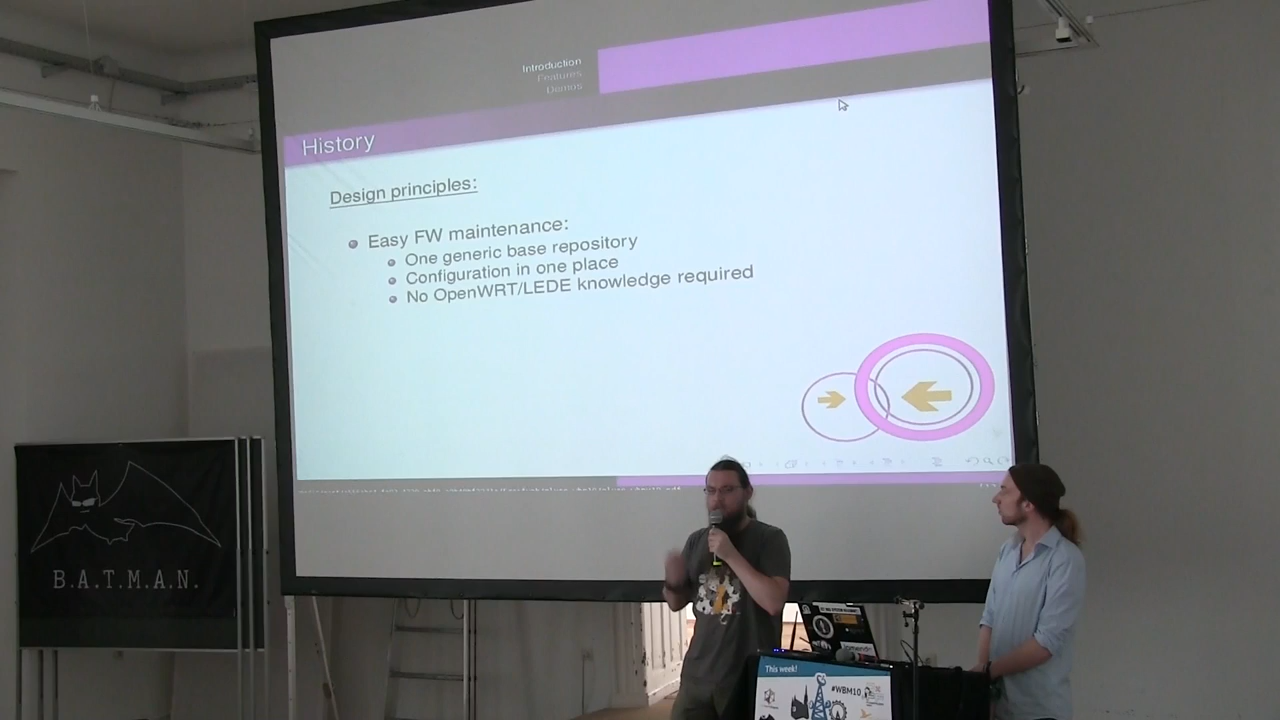 Introduction
Features
Demos
History
Design principles:
Easy FW maintenance:
One generic base repository
Configuration in one place
No OpenWRT/LEDE knowledge required
B.A.T.M.A.N.
This week!
#WBM10